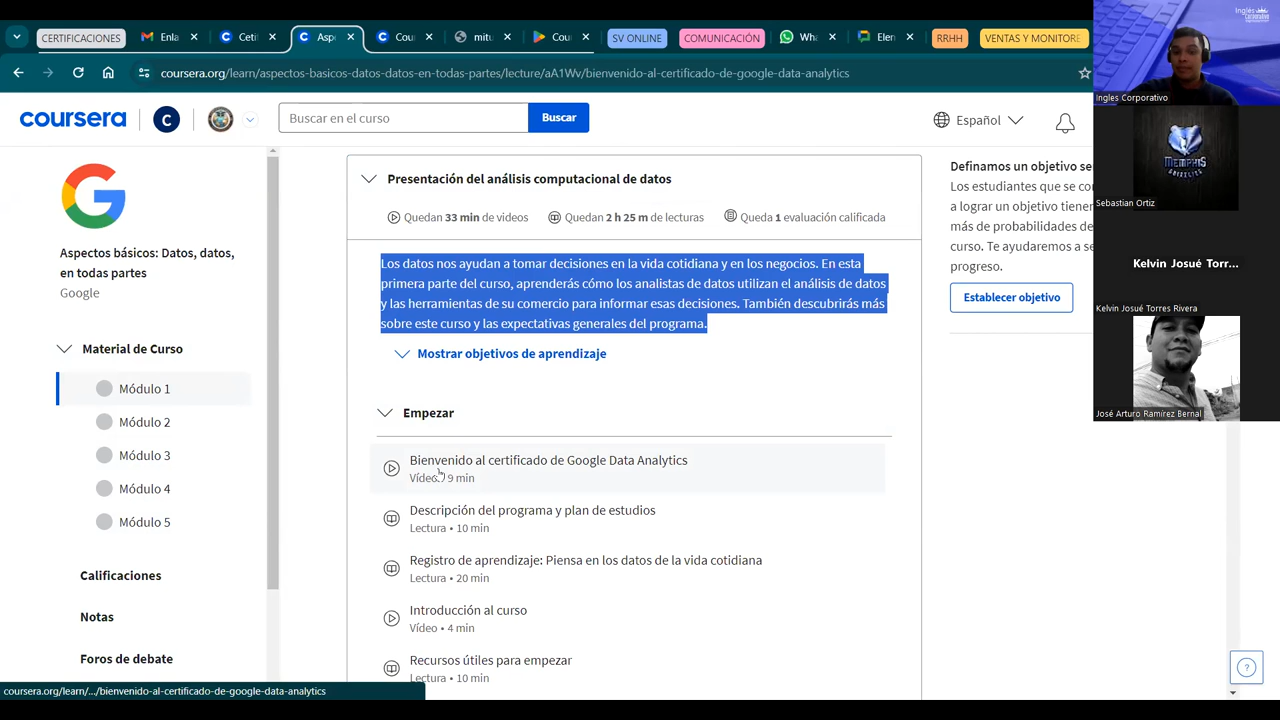 CERTIFICACIONES
Enla
Ceti
Asp
Cou
mitu
Cou
SV ONLINE
COMUNICACIÓN
Wha
Elen
RRHH
VENTAS Y MONITORE
coursera.org/learn/aspectos-basicos-datos-datos-en-todas-partes/lecture/aA1Wv/bienvenido-al-certificado-de-google-data-analytics
coursera
C
Buscar en el curso
Buscar
Español
Aspectos básicos: Datos, datos,
en todas partes
Google
Material de Curso
Módulo 1
Módulo 2
Módulo 3
Módulo 4
Módulo 5
Calificaciones
Notas
Foros de debate
coursera.org/learn/.../bienvenido-al-certificado-de-google-data-analytics
Presentación del análisis computacional de datos
Quedan 33 min de videos
Quedan 2 h 25 m de lecturas
Queda 1 evaluación calificada
Los datos nos ayudan a tomar decisiones en la vida cotidiana y en los negocios. En esta
primera parte del curso, aprenderás cómo los analistas de datos utilizan el análisis de datos
y las herramientas de su comercio para informar esas decisiones. También descubrirás más
sobre este curso y las expectativas generales del programa.
Mostrar objetivos de aprendizaje
Empezar
Bienvenido al certificado de Google Data Analytics
Vídeo • 9 min
Descripción del programa y plan de estudios
Lectura • 10 min
Registro de aprendizaje: Piensa en los datos de la vida cotidiana
Lectura • 20 min
Introducción al curso
Vídeo • 4 min
Recursos útiles para empezar
Lectura • 10 min
Definamos un objetivo se
Los estudiantes que se co
a lograr un objetivo tiener
más de probabilidades de
curso. Te ayudaremos a se
progreso.
Establecer objetivo
Inglés
Corporativo
Ingles Corporativo
MEMPHIS
GRIZZLIES
Sebastian Ortiz
Kelvin Josué Torr...
Kelvin Josué Torres Rivera
José Arturo Ramírez Bernal